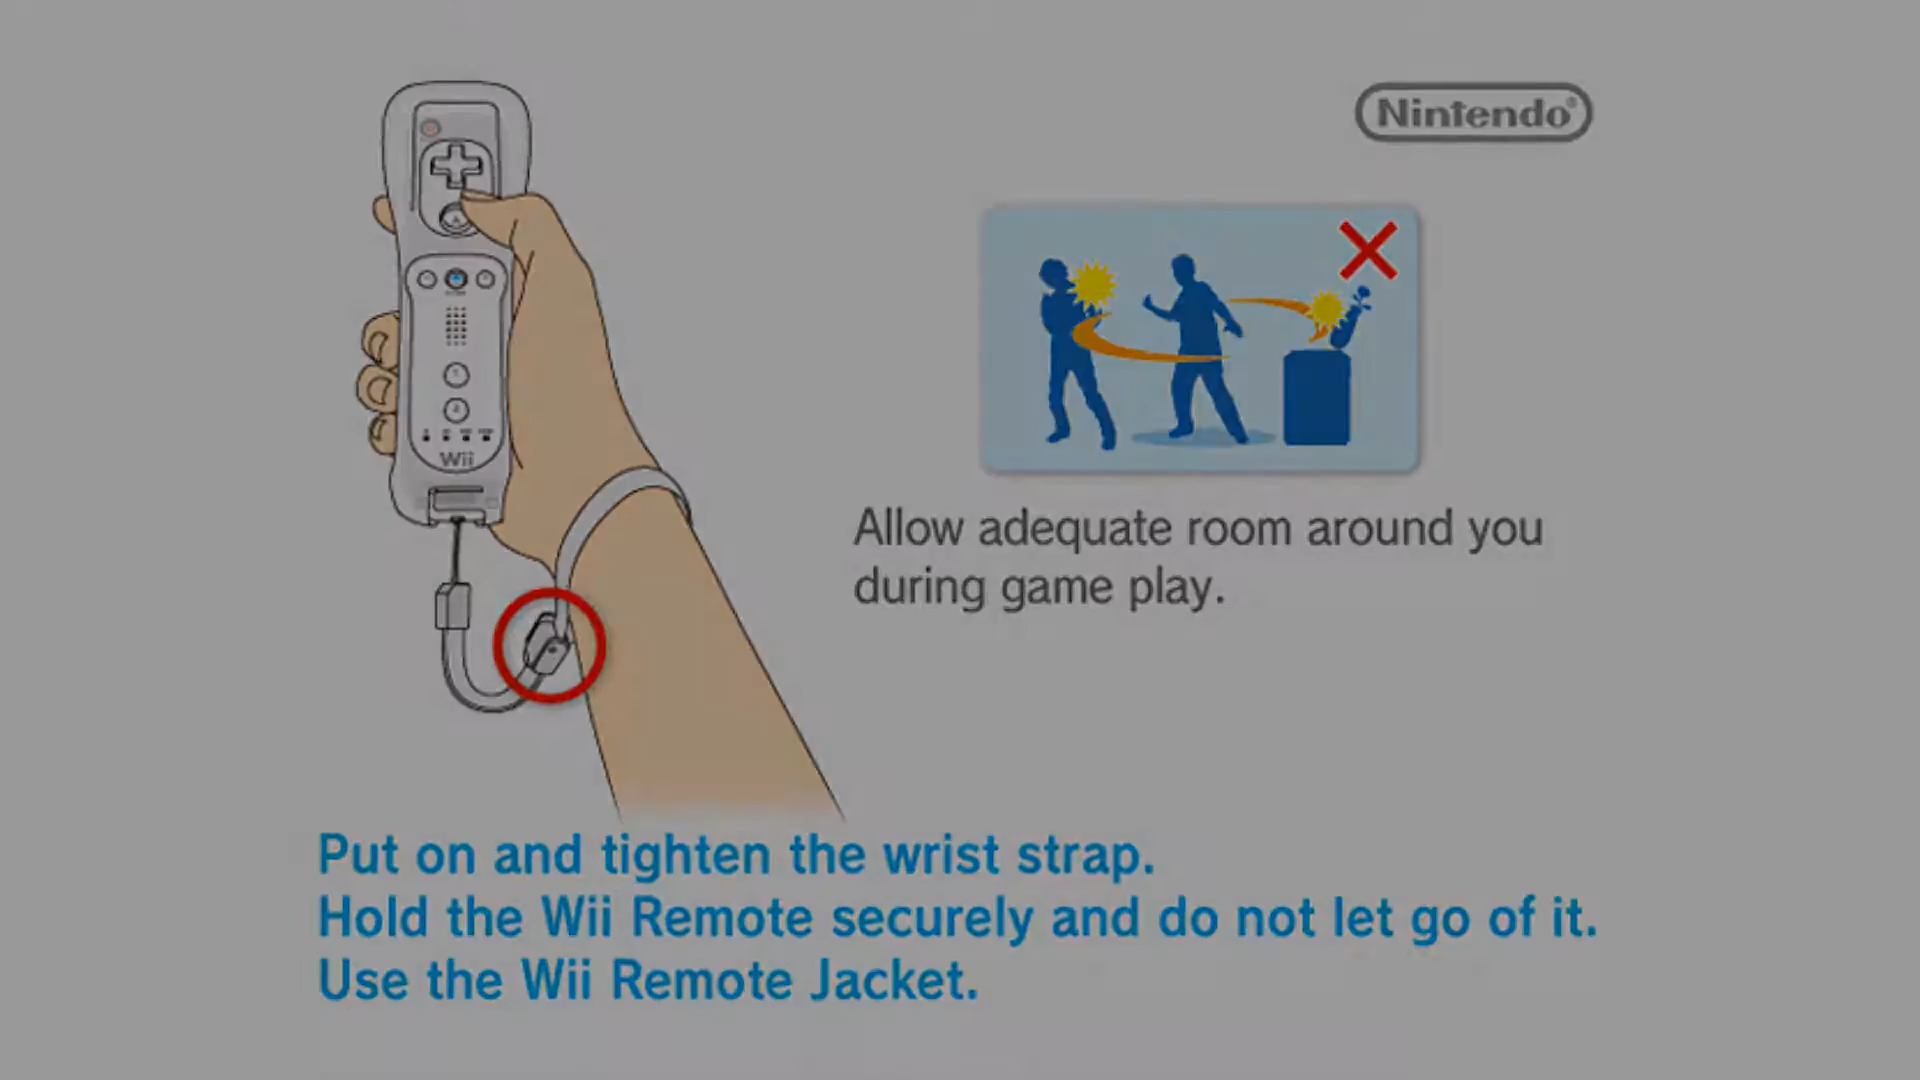 Nintendo®
Wii
Allow adequate room around you
during game play.
Put on and tighten the wrist strap.
Hold the Wii Remote securely and do not let go of it.
Use the Wii Remote Jacket.